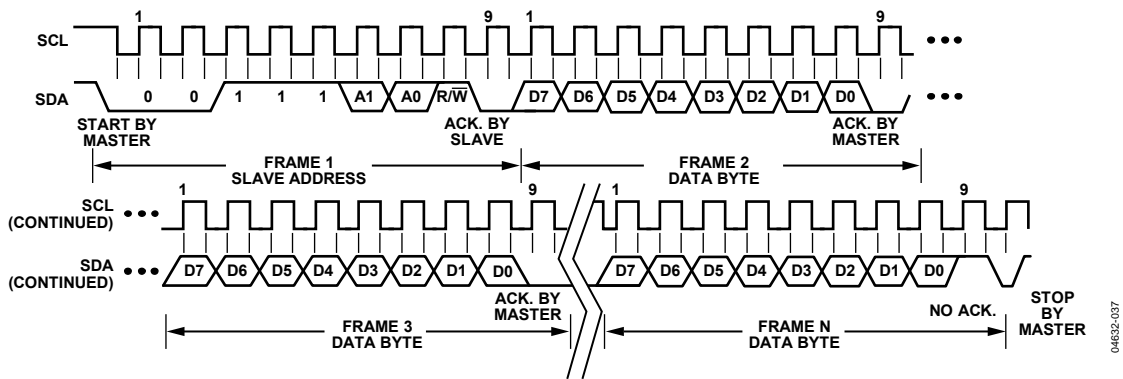 1 9 1 9
SCL
SDA 0 0 1 1 1 A1 A0 R/W̅ D7 D6 D5 D4 D3 D2 D1 D0
START BY MASTER
ACK. BY SLAVE
ACK. BY MASTER
FRAME 1
SLAVE ADDRESS
FRAME 2
DATA BYTE
1 9 1 9
SCL
(CONTINUED)
SDA
(CONTINUED)
D7 D6 D5 D4 D3 D2 D1 D0 D7 D6 D5 D4 D3 D2 D1 D0
ACK. BY
MASTER
NO ACK.
STOP
BY
MASTER
FRAME 3
DATA BYTE
FRAME N
DATA BYTE
04632-037